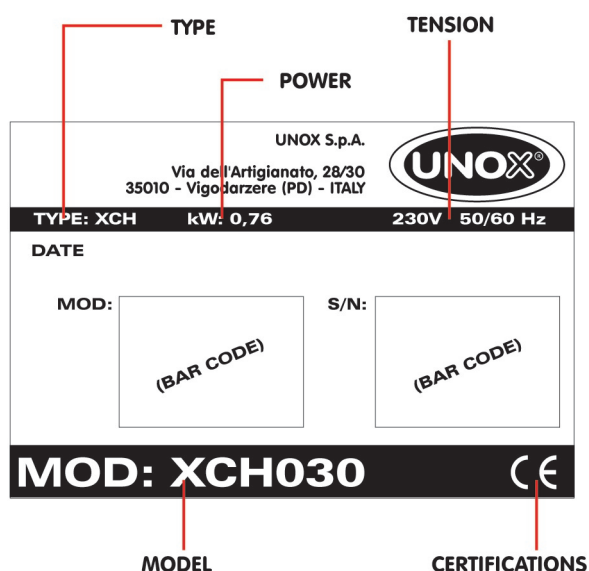 TYPE
TENSION
POWER
UNOX S.p.A.
Via dell'Artigianato, 28/30
35010 - Vigodarzere (PD) - ITALY
UNOX®
TYPE: XCH kW: 0,76 230V 50/60 Hz
DATE
MOD:
(BAR CODE)
S/N:
(BAR CODE)
MOD: XCH030 CE
MODEL
CERTIFICATIONS